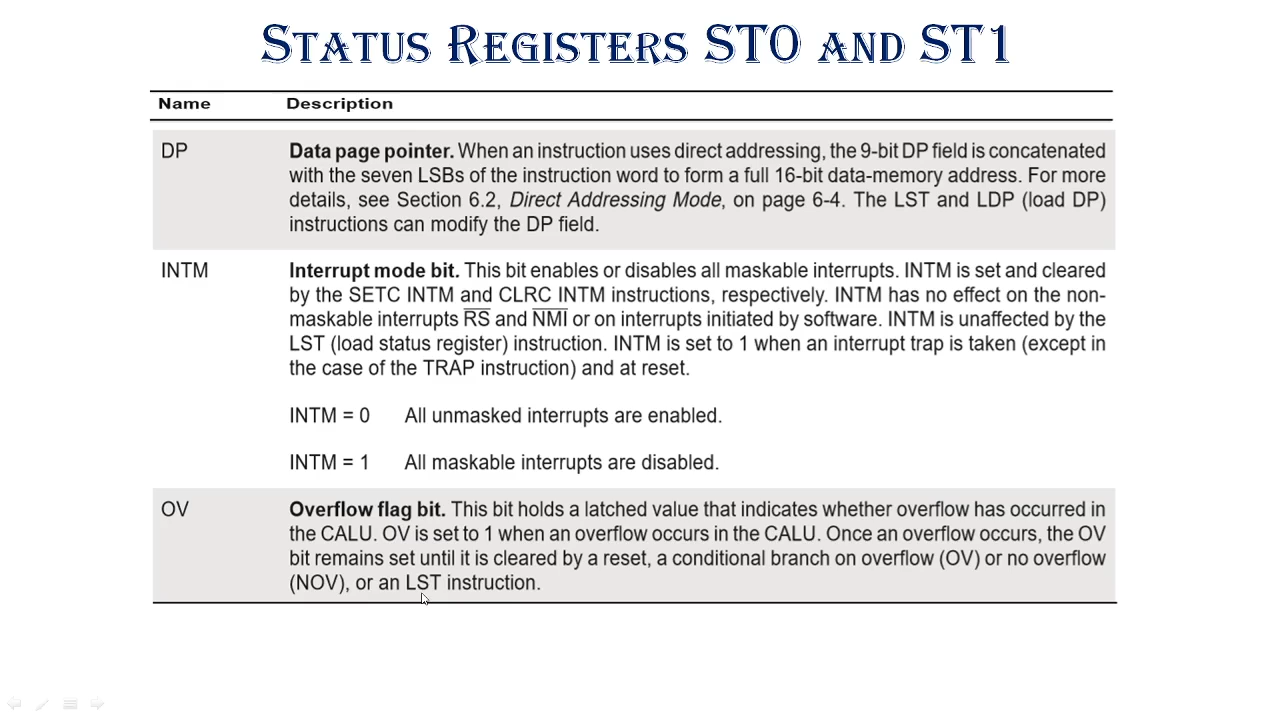 STATUS REGISTERS ST0 AND ST1
Name Description
DP Data page pointer. When an instruction uses direct addressing, the 9-bit DP field is concatenated
with the seven LSBs of the instruction word to form a full 16-bit data-memory address. For more
details, see Section 6.2, Direct Addressing Mode, on page 6-4. The LST and LDP (load DP)
instructions can modify the DP field.
INTM Interrupt mode bit. This bit enables or disables all maskable interrupts. INTM is set and cleared
by the SETC INTM and CLRC INTM instructions, respectively. INTM has no effect on the non-
maskable interrupts RS and NMI or on interrupts initiated by software. INTM is unaffected by the
LST (load status register) instruction. INTM is set to 1 when an interrupt trap is taken (except in
the case of the TRAP instruction) and at reset.
INTM = 0 All unmasked interrupts are enabled.
INTM = 1 All maskable interrupts are disabled.
OV Overflow flag bit. This bit holds a latched value that indicates whether overflow has occurred in
the CALU. OV is set to 1 when an overflow occurs in the CALU. Once an overflow occurs, the OV
bit remains set until it is cleared by a reset, a conditional branch on overflow (OV) or no overflow
(NOV), or an LST instruction.